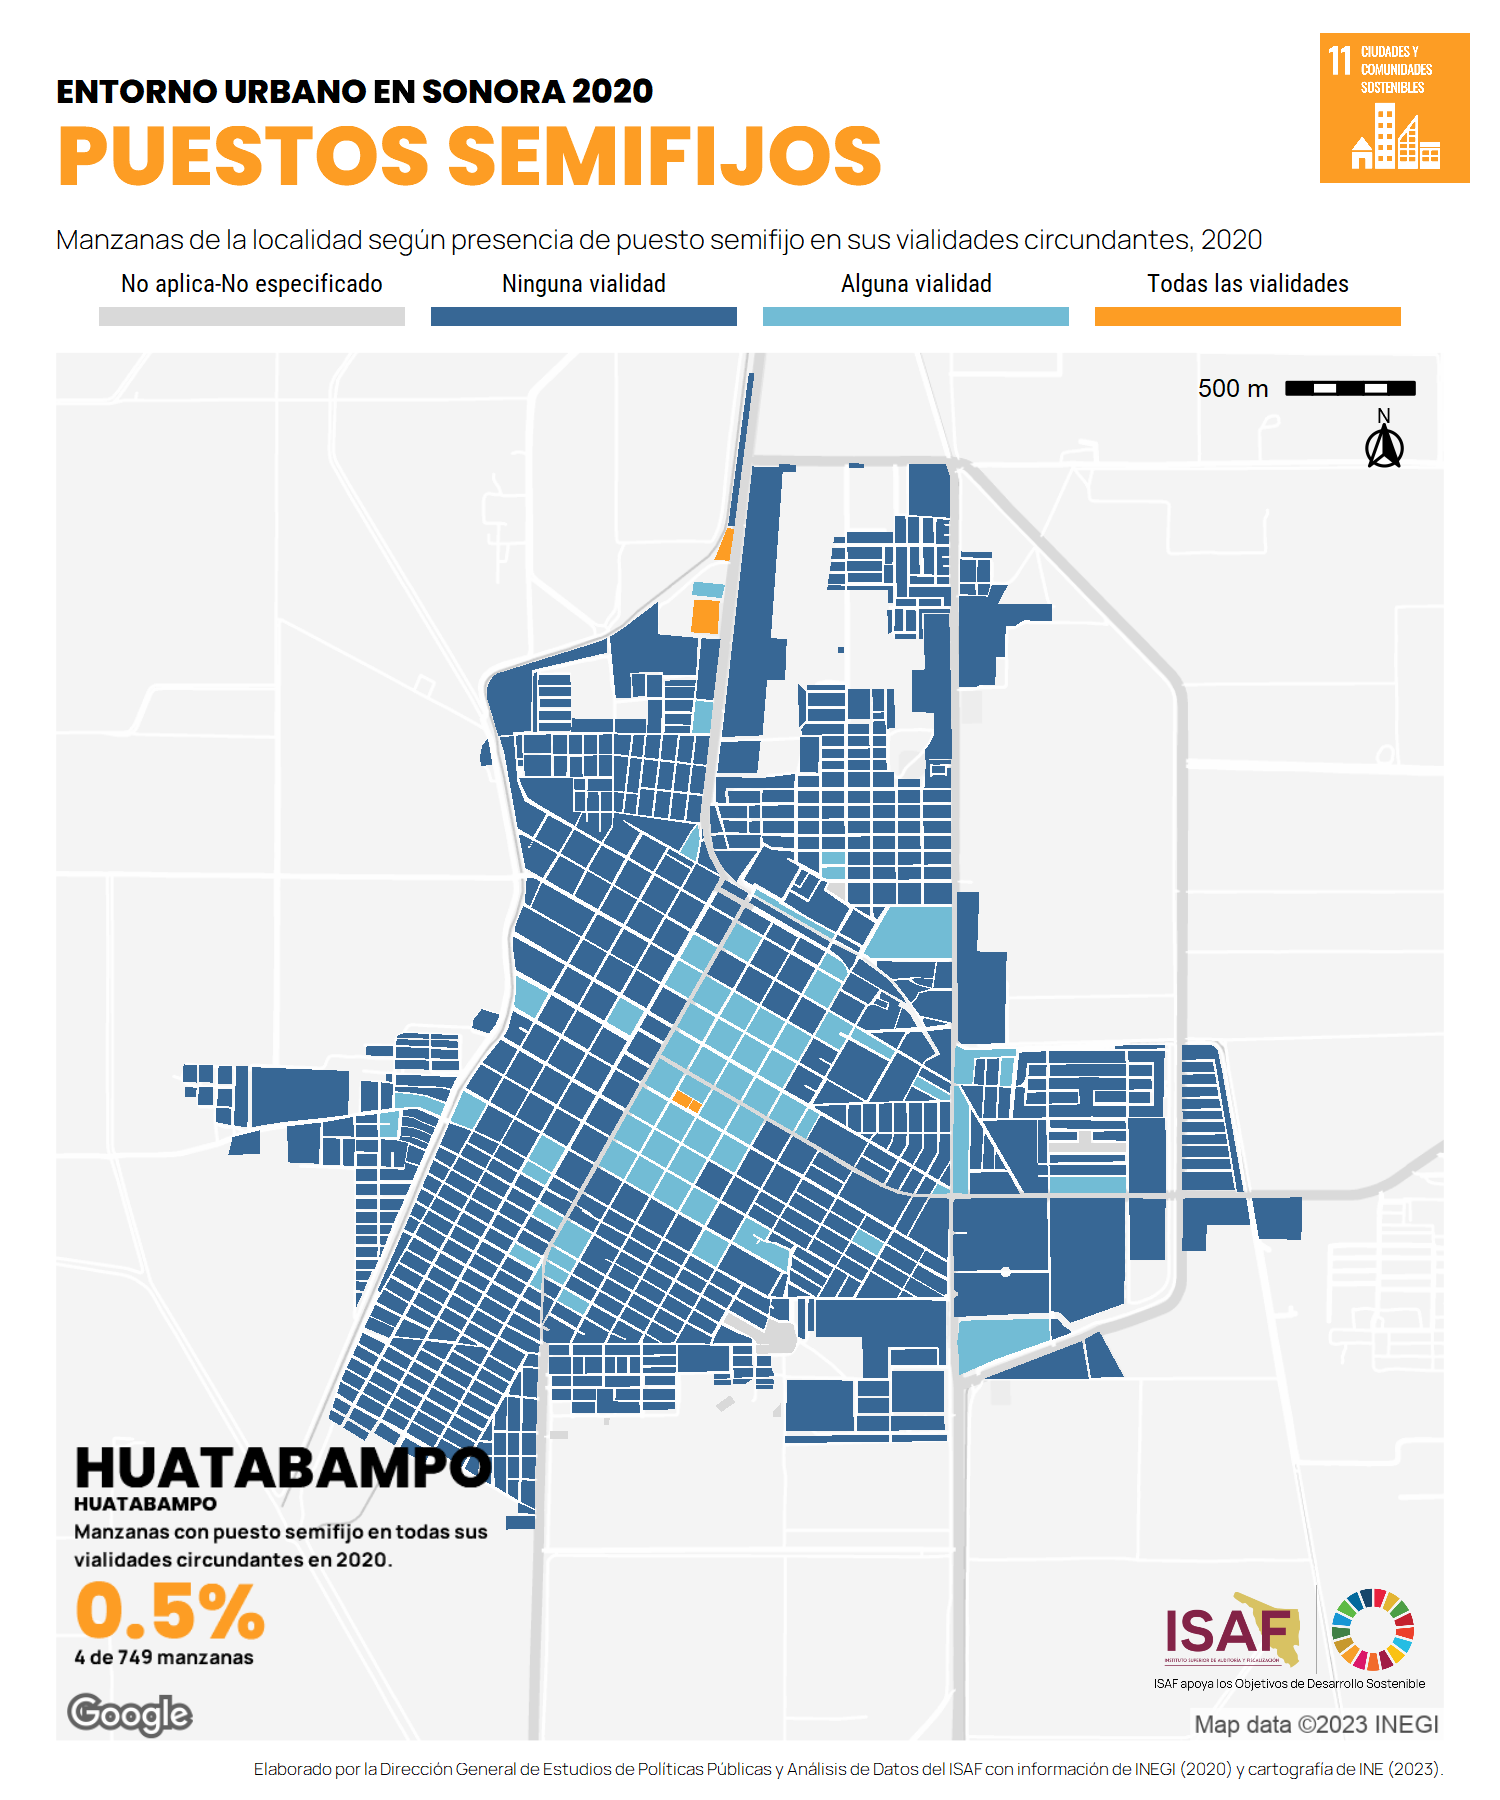 11 CIUDADES Y
COMUNIDADES
SOSTENIBLES
ENTORNO URBANO EN SONORA 2020
PUESTOS SEMIFIJOS
Manzanas de la localidad según presencia de puesto semifijo en sus vialidades circundantes, 2020
No aplica-No especificado
Ninguna vialidad
Alguna vialidad
Todas las vialidades
500 m
N
HUATABAMPO
HUATABAMPO
Manzanas con puesto semifijo en todas sus
vialidades circundantes en 2020.
0.5%
4 de 749 manzanas
Google
ISAF
INSTITUTO SUPERIOR DE AUDITORÍA Y FISCALIZACIÓN
ISAF apoya los Objetivos de Desarrollo Sostenible
Map data ©2023 INEGI
Elaborado por la Dirección General de Estudios de Políticas Públicas y Análisis de Datos del ISAF con información de INEGI (2020) y cartografía de INE (2023).